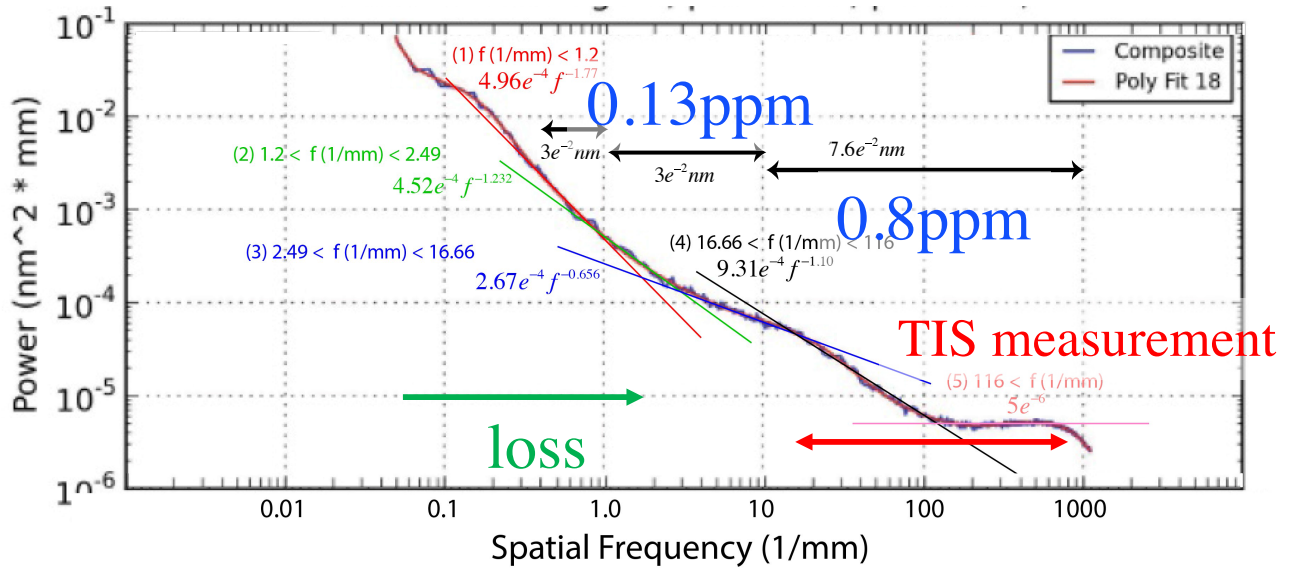 10^-1
10^-2
10^-3
10^-4
10^-5
10^-6
Power (nm^2 * mm)
Composite
Poly Fit 18
(1) f (1/mm) < 1.2
4.96e^-4 f^-1.77
0.13ppm
3e^-2nm
3e^-2nm
7.6e^-2nm
(2) 1.2 < f (1/mm) < 2.49
4.52e^-4 f^-1.232
0.8ppm
(3) 2.49 < f (1/mm) < 16.66
2.67e^-4 f^-0.656
(4) 16.66 < f (1/mm) < 116
9.31e^-4 f^-1.10
TIS measurement
(5) 116 < f (1/mm)
5e^-6
loss
0.01 0.1 1.0 10 100 1000
Spatial Frequency (1/mm)